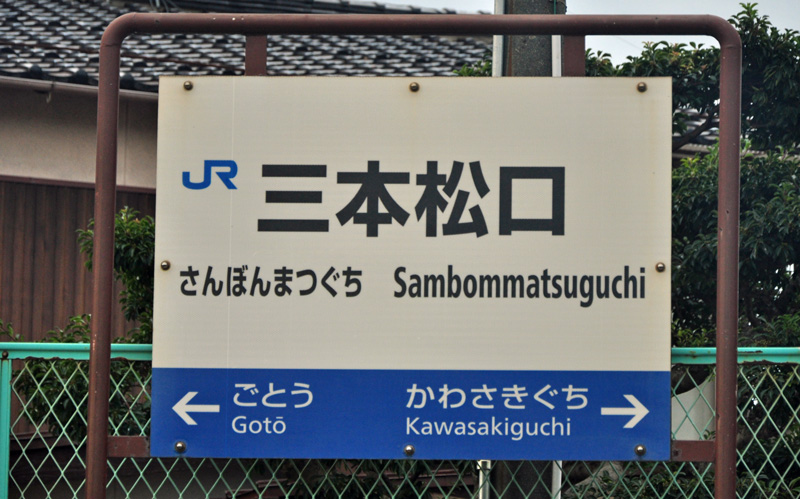 JR 三本松口
さんぼんまつぐち Sambommatsuguchi
← ごとう かわさきぐち →
Gotō Kawasakiguchi